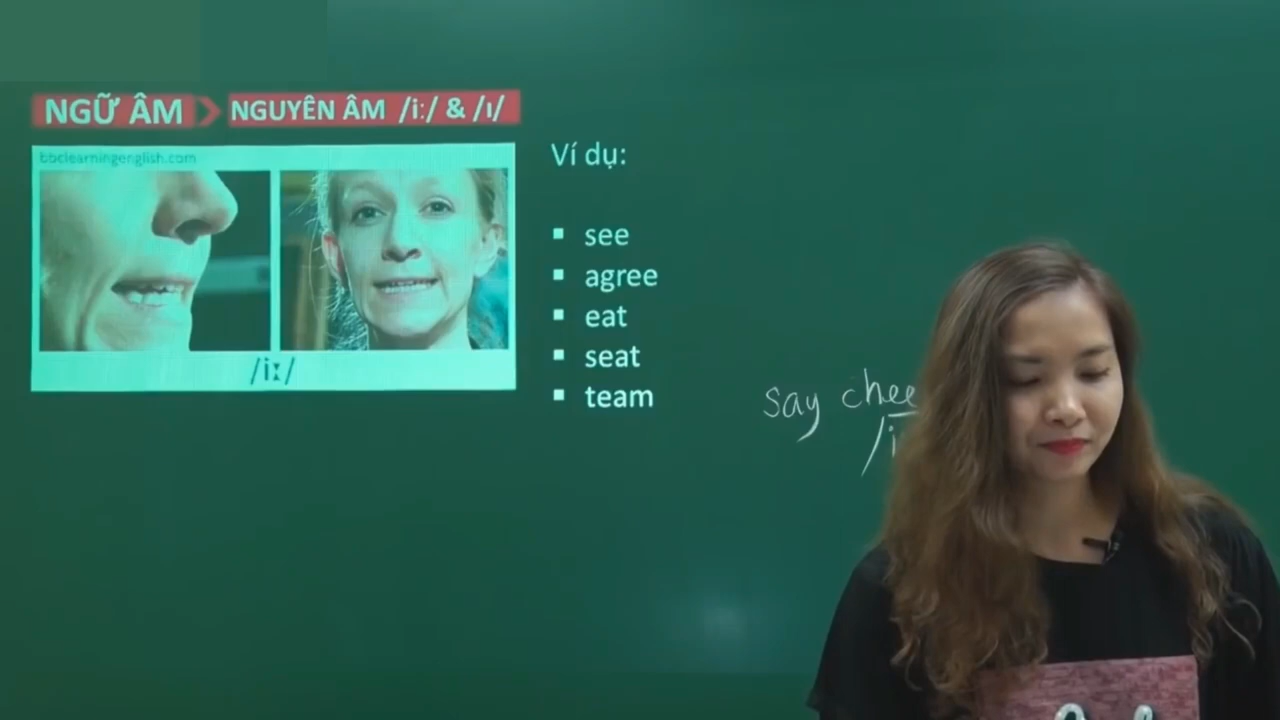 NGỮ ÂM NGUYÊN ÂM /iː/ & /ɪ/
bbclearningenglish.com
/iː/
Ví dụ:
▪ see
▪ agree
▪ eat
▪ seat
▪ team
say chee
/i